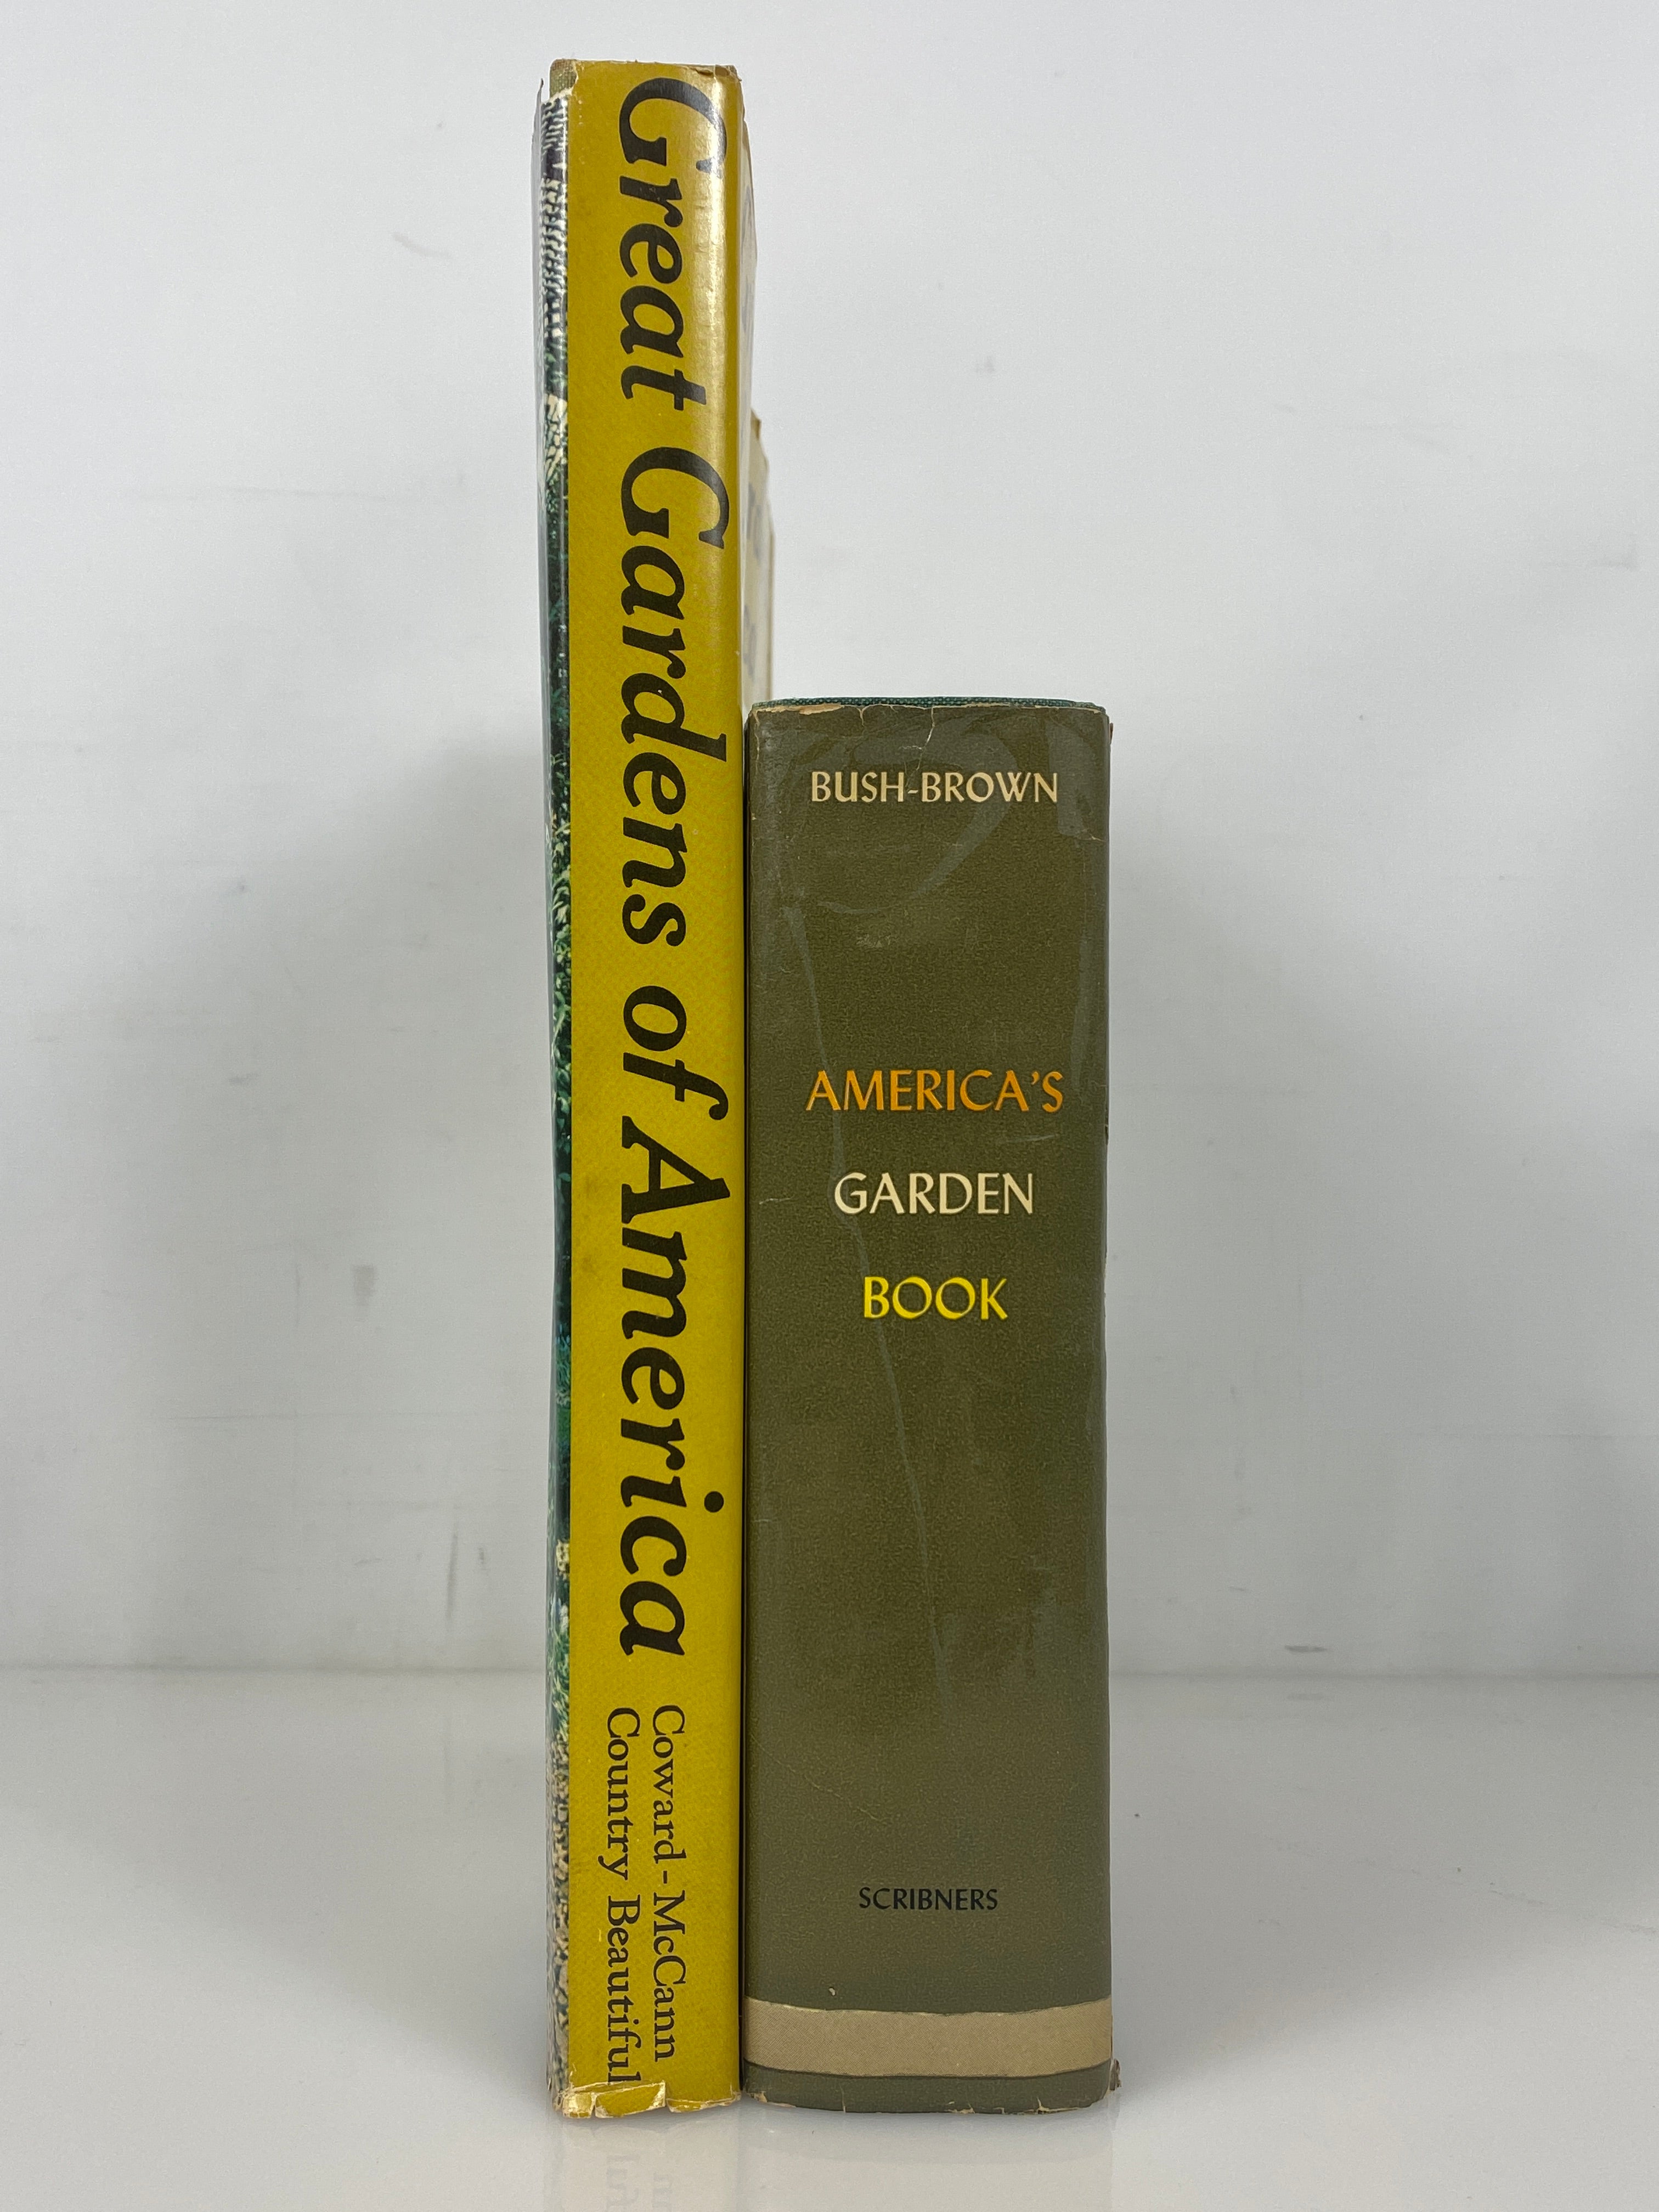 Great Gardens of America
Coward-McCann
Country Beautiful
BUSH-BROWN
AMERICA'S
GARDEN
BOOK
SCRIBNERS